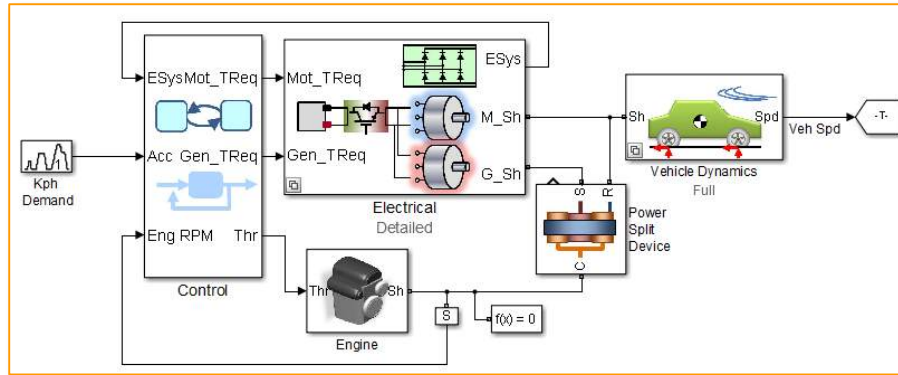 ESys Mot_TReq
Acc Gen_TReq
Eng RPM Thr
Control
Kph
Demand
Mot_TReq
Gen_TReq
ESys
M_Sh
G_Sh
Electrical
Detailed
Thr Sh
Engine
S
f(x) = 0
S R
C
Power
Split
Device
Sh Spd
Vehicle Dynamics
Full
Veh Spd
-T-